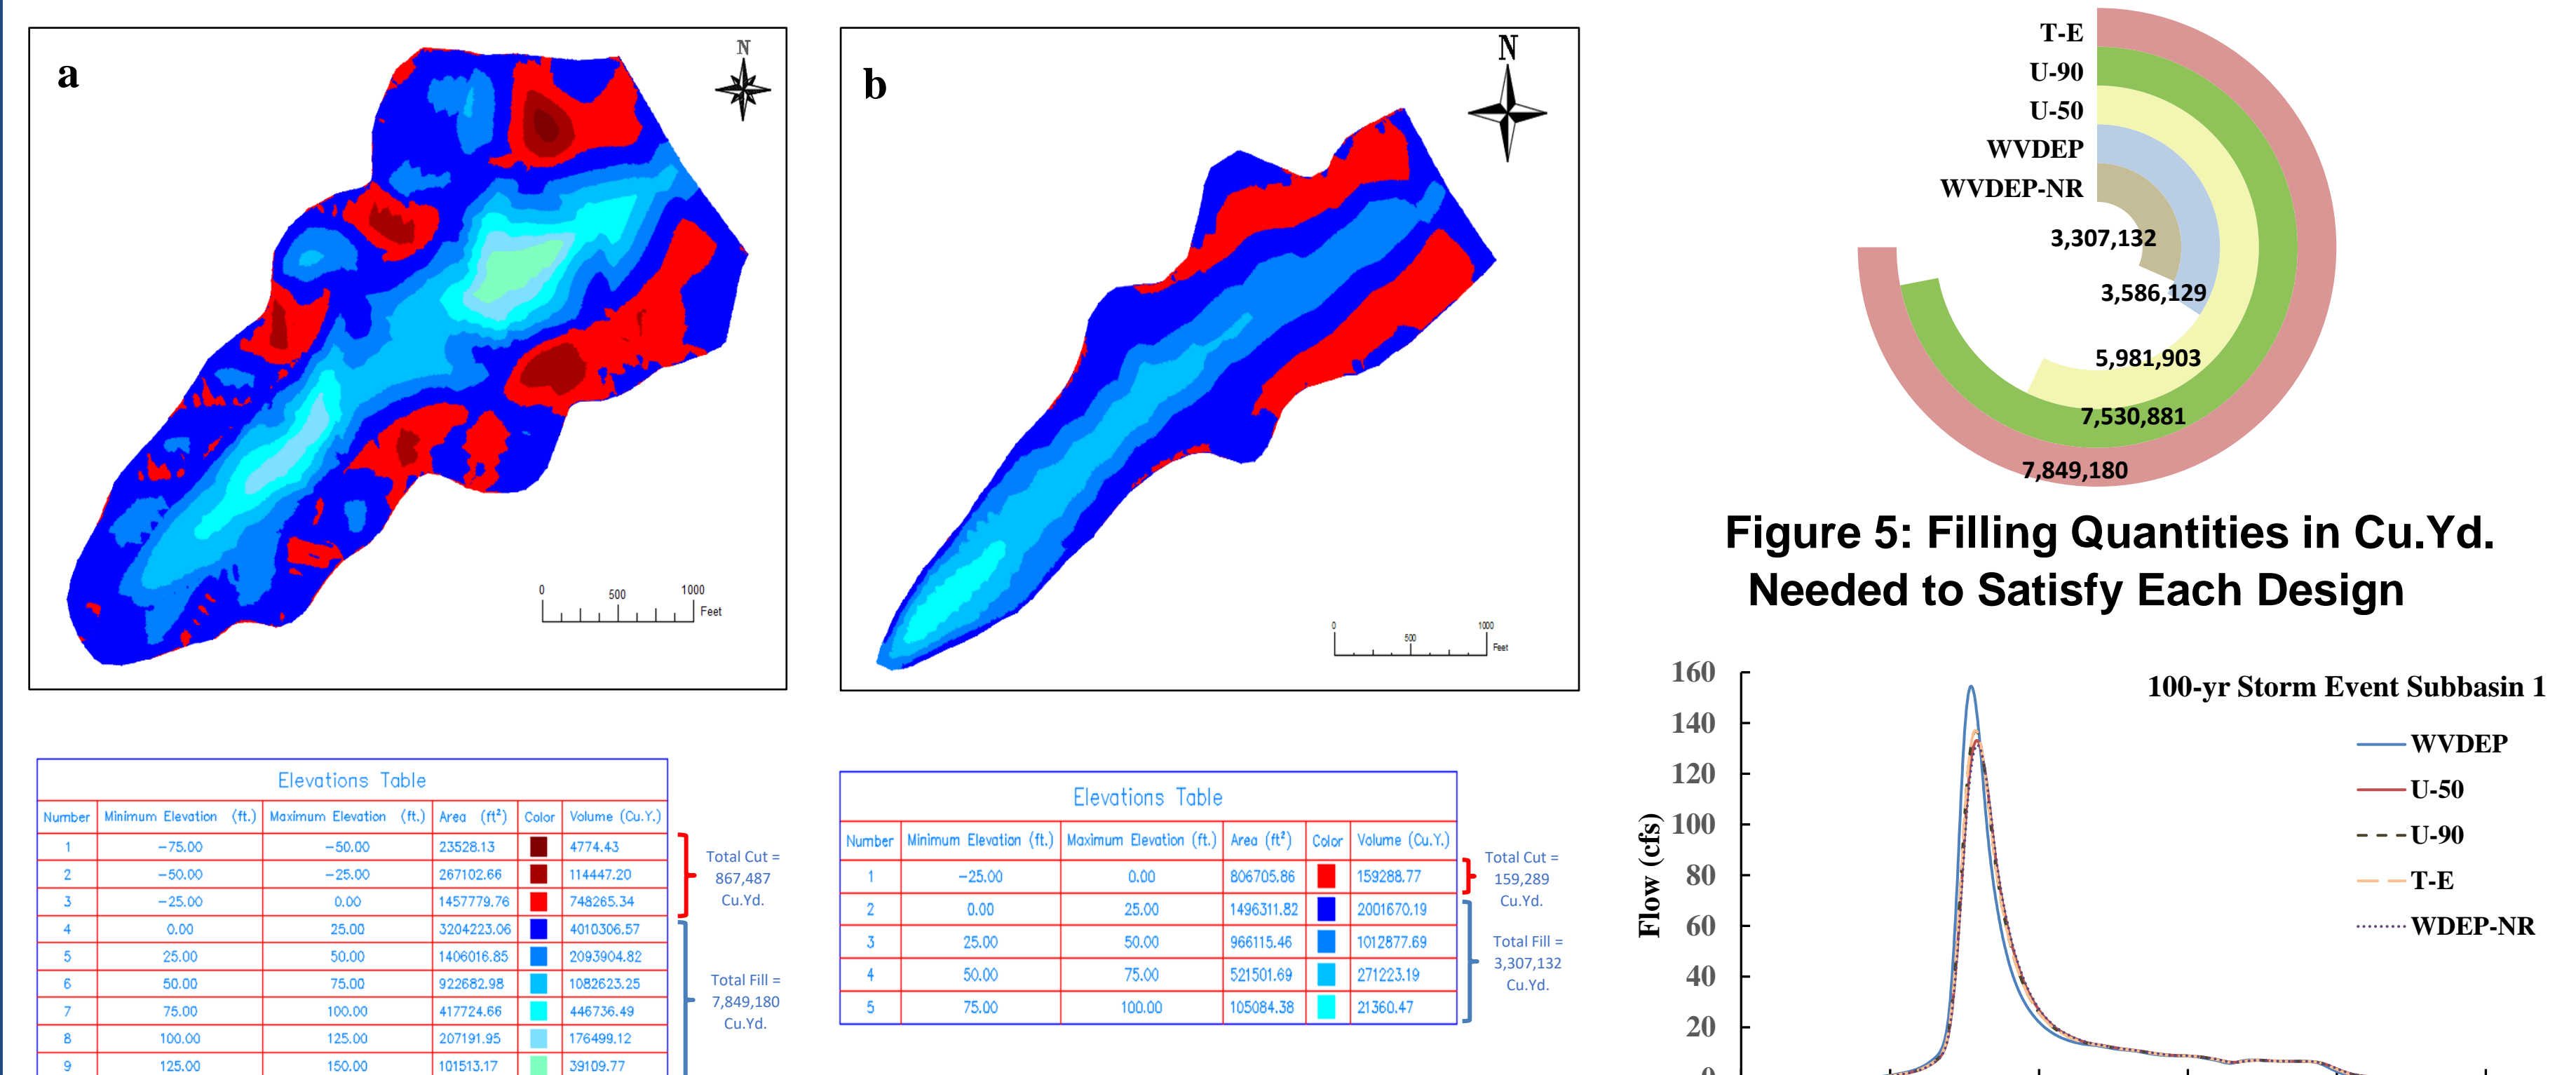 a
N
0
500
1000
Feet
b
N
0
500
1000
Feet
Elevations Table
Number Minimum Elevation (ft.) Maximum Elevation (ft.) Area (ft²) Color Volume (Cu.Y.)
1 -75.00 -50.00 23528.13 4774.43
2 -50.00 -25.00 267102.66 114447.20
3 -25.00 0.00 1457779.76 748265.34
4 0.00 25.00 3204223.06 4010306.57
5 25.00 50.00 1406016.85 2093904.82
6 50.00 75.00 922682.98 1082623.25
7 75.00 100.00 417724.66 446736.49
8 100.00 125.00 207191.95 176499.12
9 125.00 150.00 101513.17 39109.77
Total Cut =
867,487
Cu.Yd.
Total Fill =
7,849,180
Cu.Yd.
Elevations Table
Number Minimum Elevation (ft.) Maximum Elevation (ft.) Area (ft²) Color Volume (Cu.Y.)
1 -25.00 0.00 806705.86 159288.77
2 0.00 25.00 1496311.82 2001670.19
3 25.00 50.00 966115.46 1012877.69
4 50.00 75.00 521501.69 271223.19
5 75.00 100.00 105084.38 21360.47
Total Cut =
159,289
Cu.Yd.
Total Fill =
3,307,132
Cu.Yd.
T-E
U-90
U-50
WVDEP
WVDEP-NR
3,307,132
3,586,129
5,981,903
7,530,881
7,849,180
Figure 5: Filling Quantities in Cu.Yd.
Needed to Satisfy Each Design
100-yr Storm Event Subbasin 1
Flow (cfs)
160
140
120
100
80
60
40
20
0
WVDEP
U-50
U-90
T-E
WDEP-NR